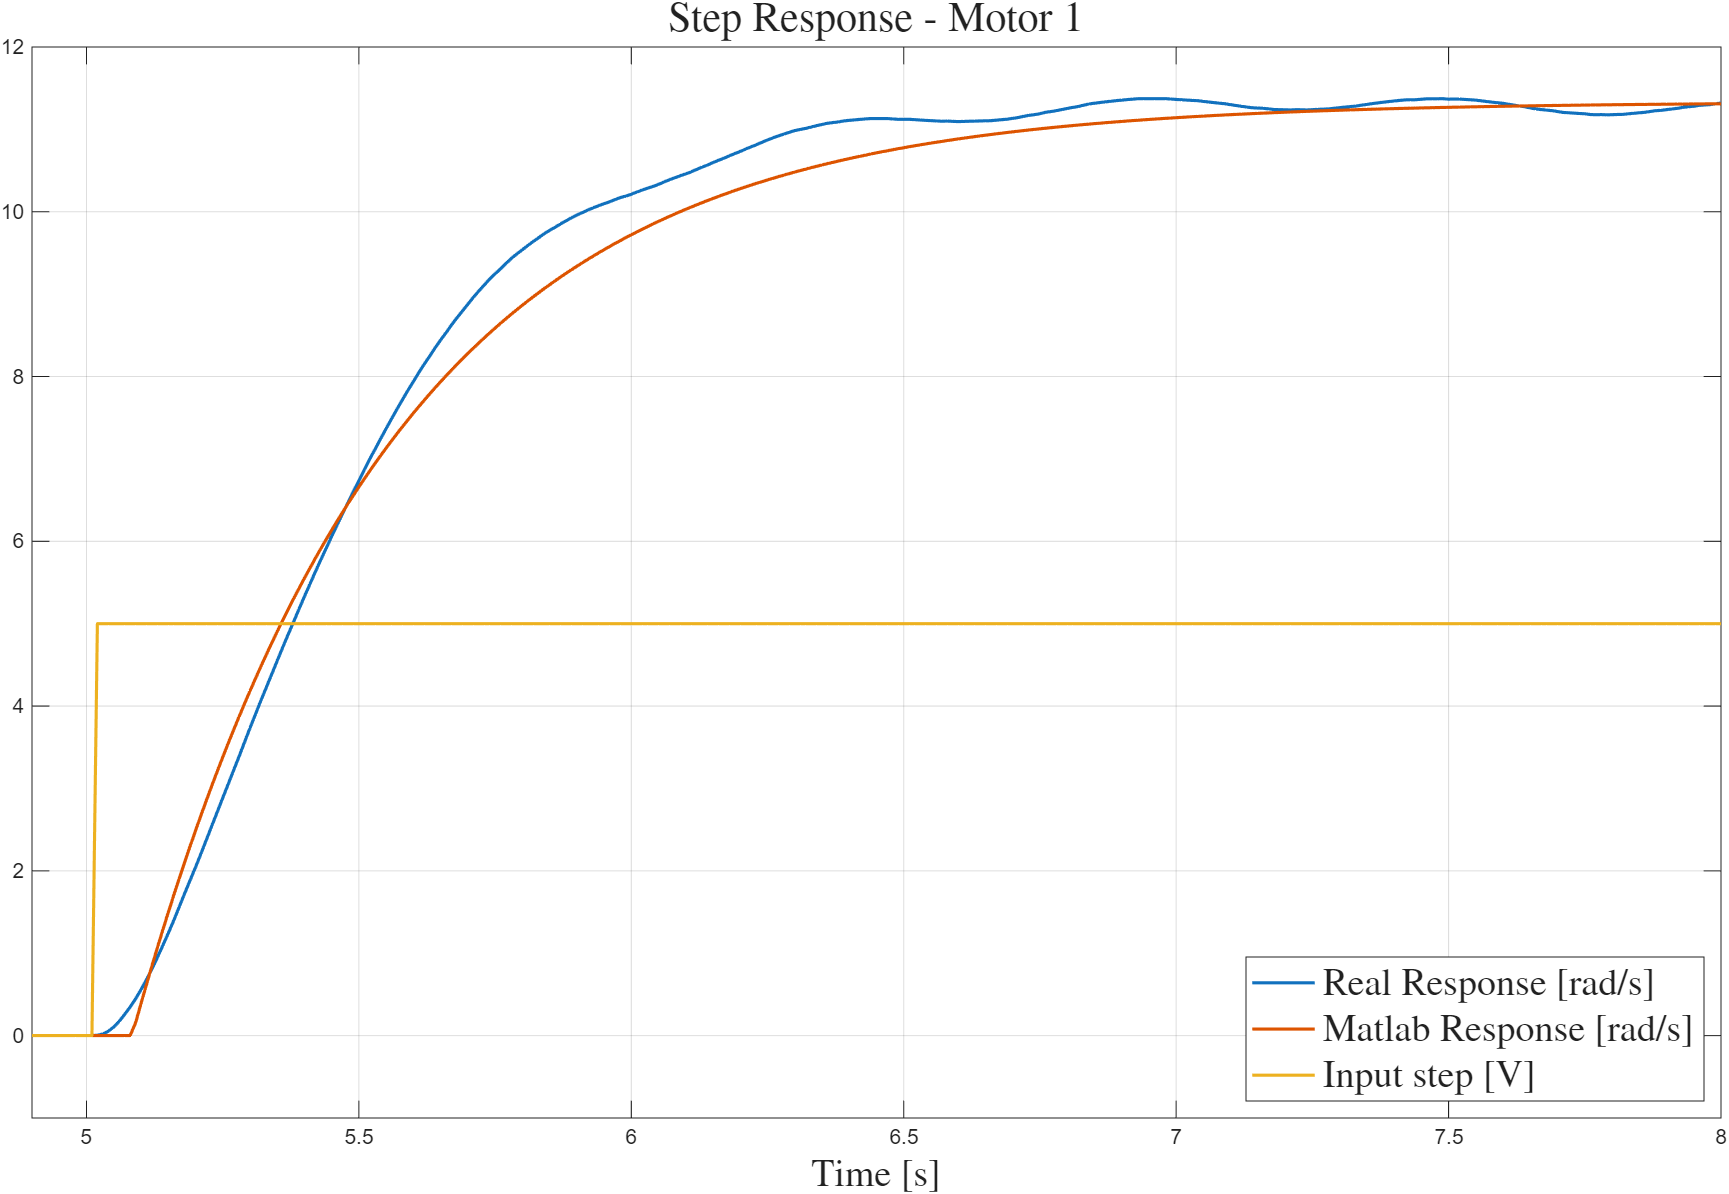 Step Response - Motor 1
12
10
8
6
4
2
0
5
5.5
6
6.5
7
7.5
8
Time [s]
Real Response [rad/s]
Matlab Response [rad/s]
Input step [V]